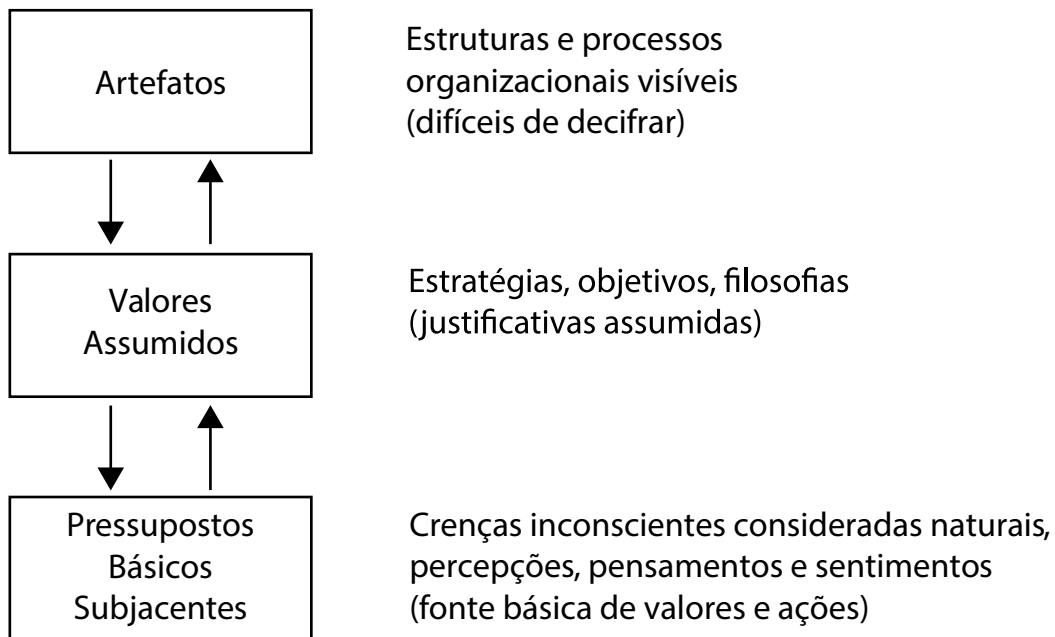 Artefatos
Estruturas e processos
organizacionais visíveis
(difíceis de decifrar)
Valores
Assumidos
Estratégias, objetivos, filosofias
(justificativas assumidas)
Pressupostos
Básicos
Subjacentes
Crenças inconscientes consideradas naturais,
percepções, pensamentos e sentimentos
(fonte básica de valores e ações)